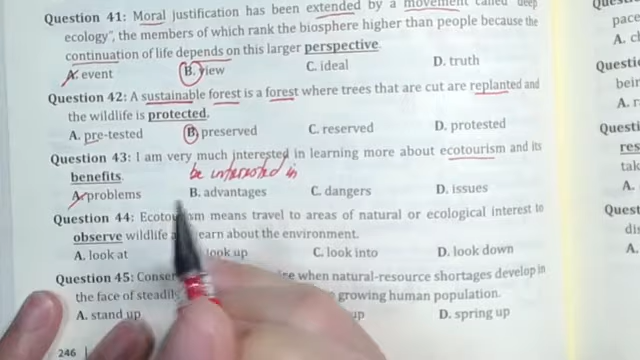 Question 41: Moral justification has been extended by a movement called "deep
ecology", the members of which rank the biosphere higher than people because the
continuation of life depends on this larger perspective.
A. event B. view C. ideal D. truth
Question 42: A sustainable forest is a forest where trees that are cut are replanted and
the wildlife is protected.
A. pre-tested B. preserved C. reserved D. protested
Question 43: I am very much interested in learning more about ecotourism and its
benefits.
be interested in
A. problems B. advantages C. dangers D. issues
Question 44: Ecotourism means travel to areas of natural or ecological interest to
observe wildlife and learn about the environment.
A. look at look up C. look into D. look down
Question 45: when natural-resource shortages develop in
the face of growing human population.
A. stand up up D. spring up
246